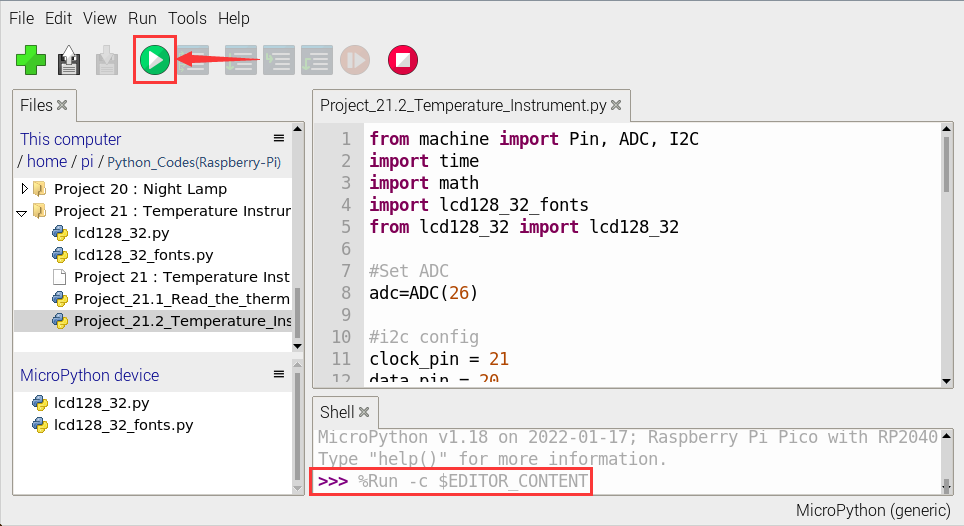 File Edit View Run Tools Help
Files
This computer
/ home / pi / Python_Codes(Raspberry-Pi)
Project 20 : Night Lamp
Project 21 : Temperature Instrur
lcd128_32.py
lcd128_32_fonts.py
Project 21 : Temperature Inst
Project_21.1_Read_the_therm
Project_21.2_Temperature_Ins
MicroPython device
lcd128_32.py
lcd128_32_fonts.py
Project_21.2_Temperature_Instrument.py
1 from machine import Pin, ADC, I2C
2 import time
3 import math
4 import lcd128_32_fonts
5 from lcd128_32 import lcd128_32
6
7 #Set ADC
8 adc=ADC(26)
9
10 #i2c config
11 clock_pin = 21
12 data_pin = 20
Shell
MicroPython v1.18 on 2022-01-17; Raspberry Pi Pico with RP2040
Type "help()" for more information.
>>> %Run -c $EDITOR_CONTENT
MicroPython (generic)